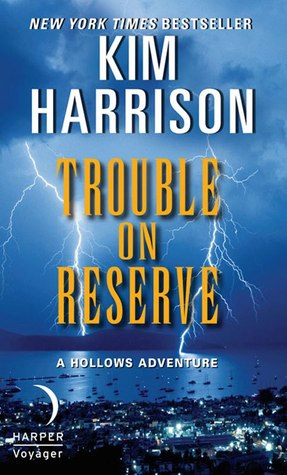 NEW YORK TIMES BESTSELLER
KIM
HARRISON
TROUBLE
ON
RESERVE
A HOLLOWS ADVENTURE
HARPER
Voyager